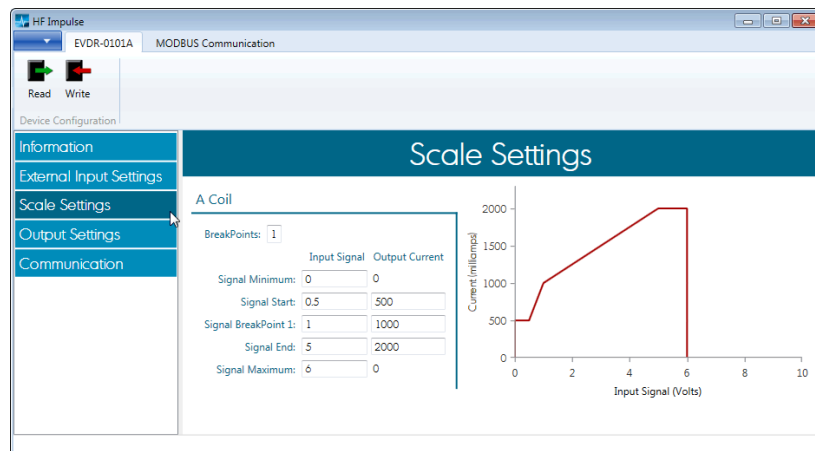 HF Impulse
EVDR-0101A MODBUS Communication
Read Write
Device Configuration
Information
External Input Settings
Scale Settings
Output Settings
Communication
Scale Settings
A Coil
BreakPoints: 1
Input Signal Output Current
Signal Minimum: 0 0
Signal Start: 0.5 500
Signal BreakPoint 1: 1 1000
Signal End: 5 2000
Signal Maximum: 6 0
Current (milliamps)
2000
1500
1000
500
0
0 2 4 6 8 10
Input Signal (Volts)